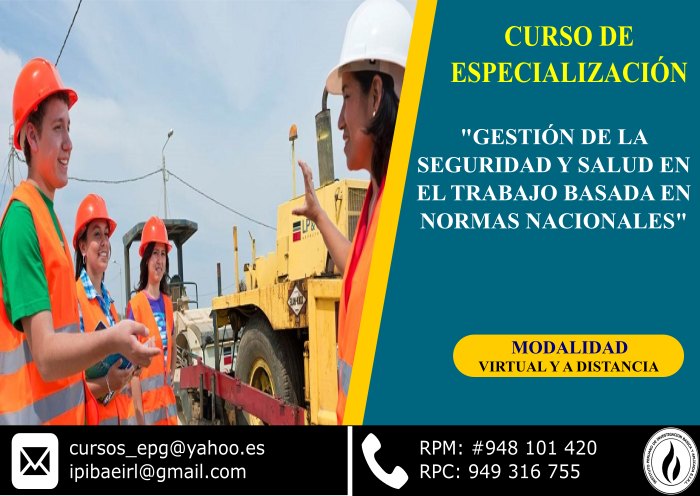 CURSO DE
ESPECIALIZACIÓN
"GESTIÓN DE LA
SEGURIDAD Y SALUD EN
EL TRABAJO BASADA EN
NORMAS NACIONALES"
MODALIDAD
VIRTUAL Y A DISTANCIA
cursos_epg@yahoo.es
ipibaeirl@gmail.com
RPM: #948 101 420
RPC: 949 316 755